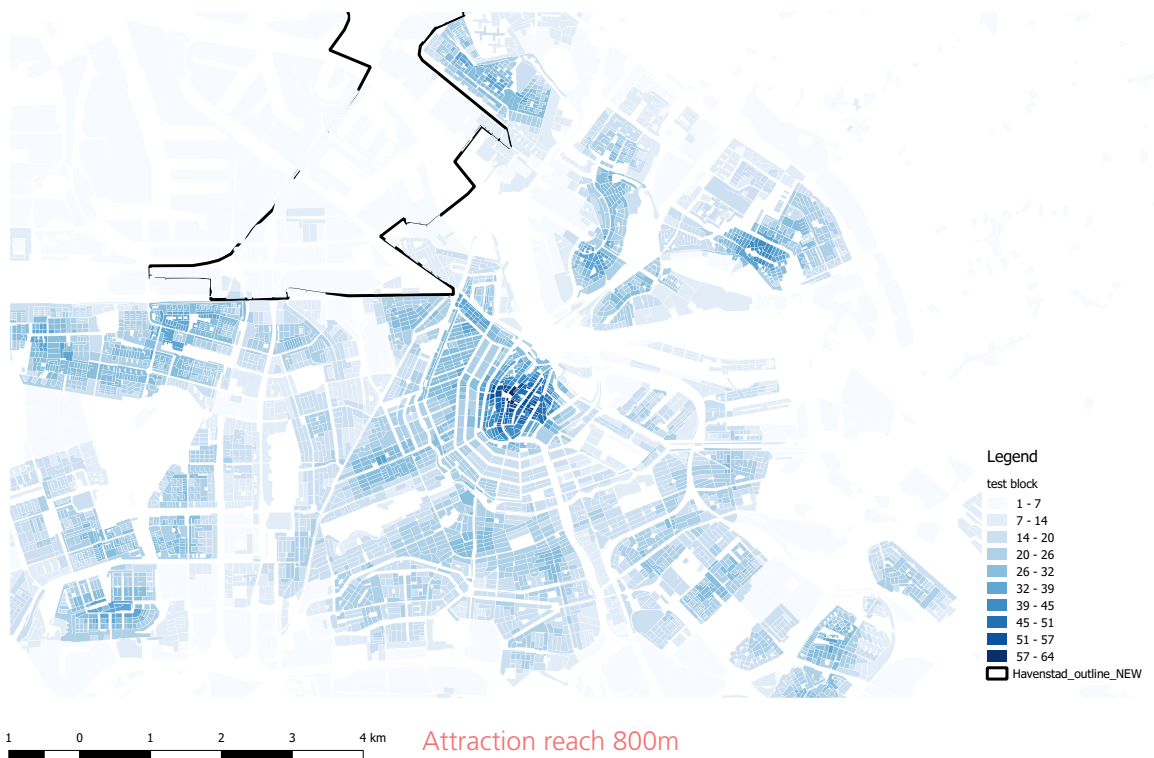 Legend
test block
1 - 7
7 - 14
14 - 20
20 - 26
26 - 32
32 - 39
39 - 45
45 - 51
51 - 57
57 - 64
Havenstad_outline_NEW
1 0 1 2 3 4 km
Attraction reach 800m